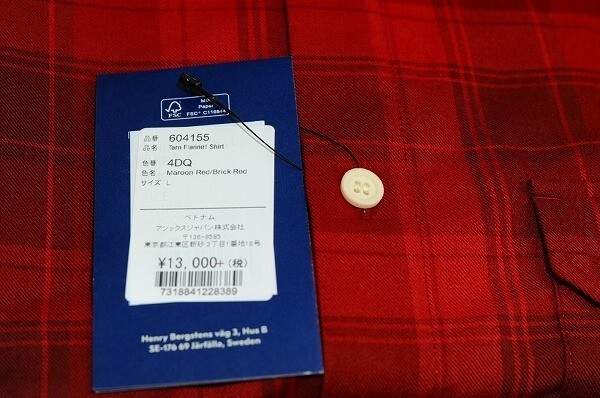 MIX
Paper
FSC
FSC® C116844
品番 604155
品名 Tarn Flannel Shirt
色番 4DQ
色名 Maroon Red/Brick Red
サイズ L
ベトナム
アシックスジャパン株式会社
〒136-8585
東京都江東区新砂3丁目1番地18号
¥13,000+(税)
7318841228389
Henry Bergstens väg 3, Hus B
SE-176 69 Järfälla, Sweden